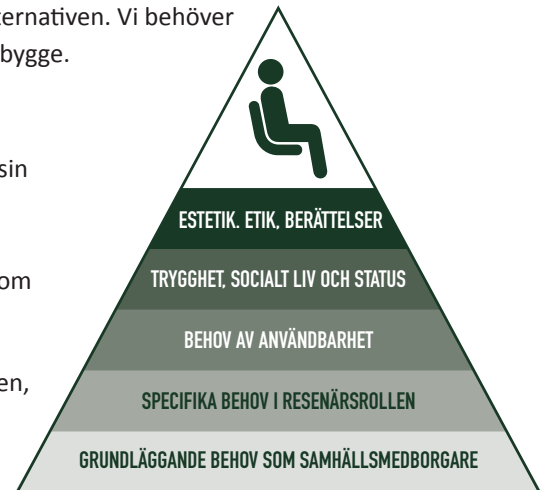 ternativen. Vi behöver
bygge.
sin
om
en,
ESTETIK. ETIK, BERÄTTELSER
TRYGGHET, SOCIALT LIV OCH STATUS
BEHOV AV ANVÄNDBARHET
SPECIFIKA BEHOV I RESENÄRSROLLEN
GRUNDLÄGGANDE BEHOV SOM SAMHÄLLSMEDBORGARE